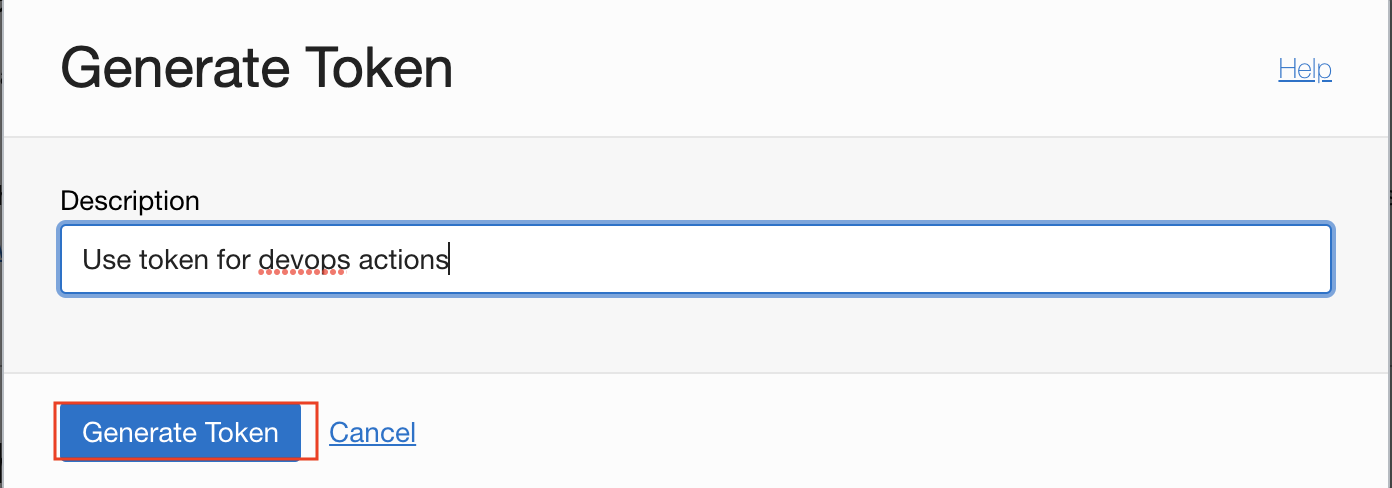 Generate Token
Help
Description
Use token for devops actions
Generate Token
Cancel